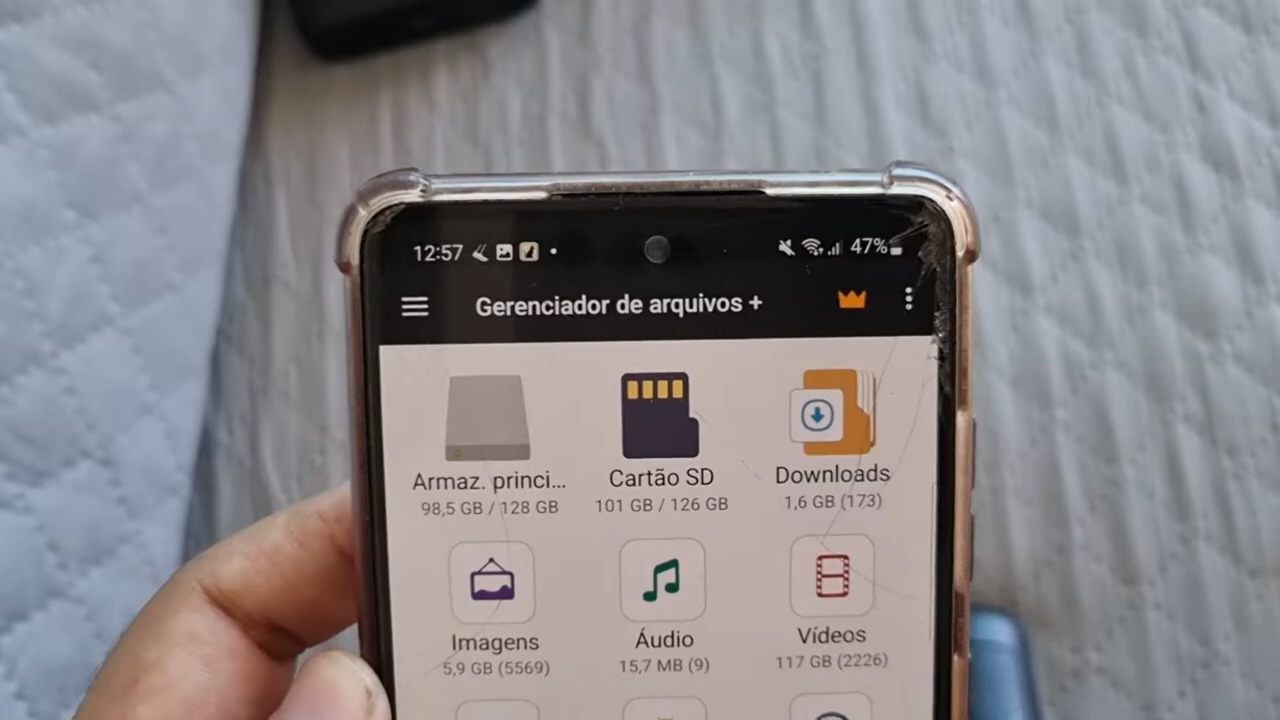 12:57
47%
Gerenciador de arquivos +
Armaz. princi...
98,5 GB / 128 GB
Cartão SD
101 GB / 126 GB
Downloads
1,6 GB (173)
Imagens
5,9 GB (5569)
Áudio
15,7 MB (9)
Vídeos
117 GB (2226)